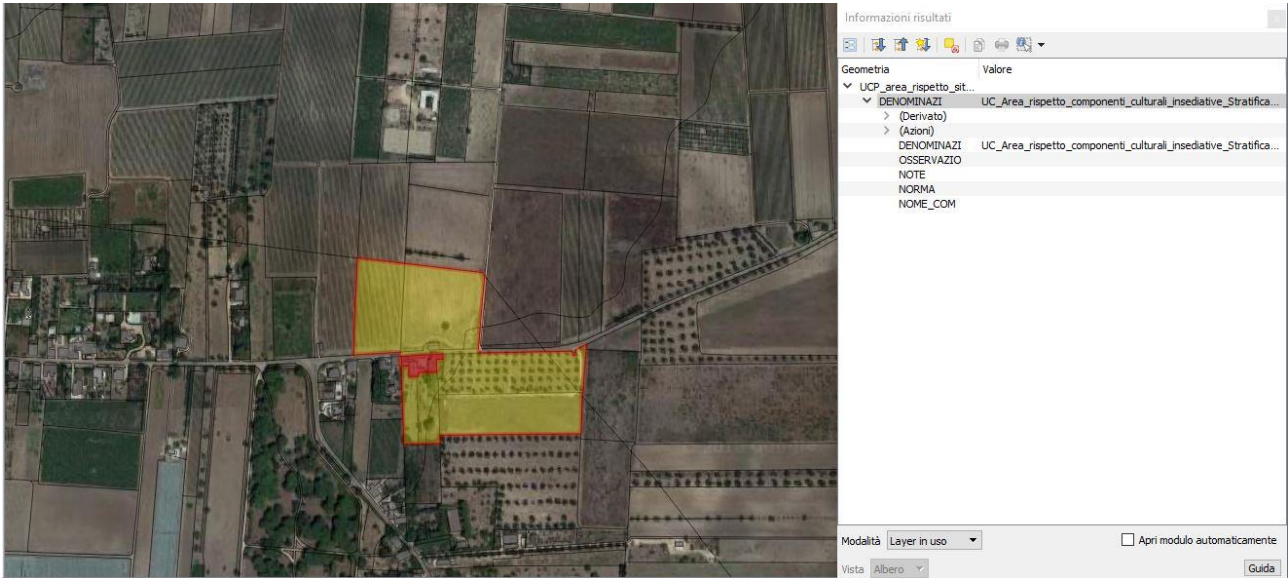 Informazioni risultati
Geometria Valore
UCP_area_rispetto_sit...
DENOMINAZI UC_Area_rispetto_componenti_culturali_insediative_Stratifica...
(Derivato)
(Azioni)
DENOMINAZI UC_Area_rispetto_componenti_culturali_insediative_Stratifica...
OSSERVAZIO
NOTE
NORMA
NOME_COM
Modalità Layer in uso Apri modulo automaticamente
Vista Albero Guida